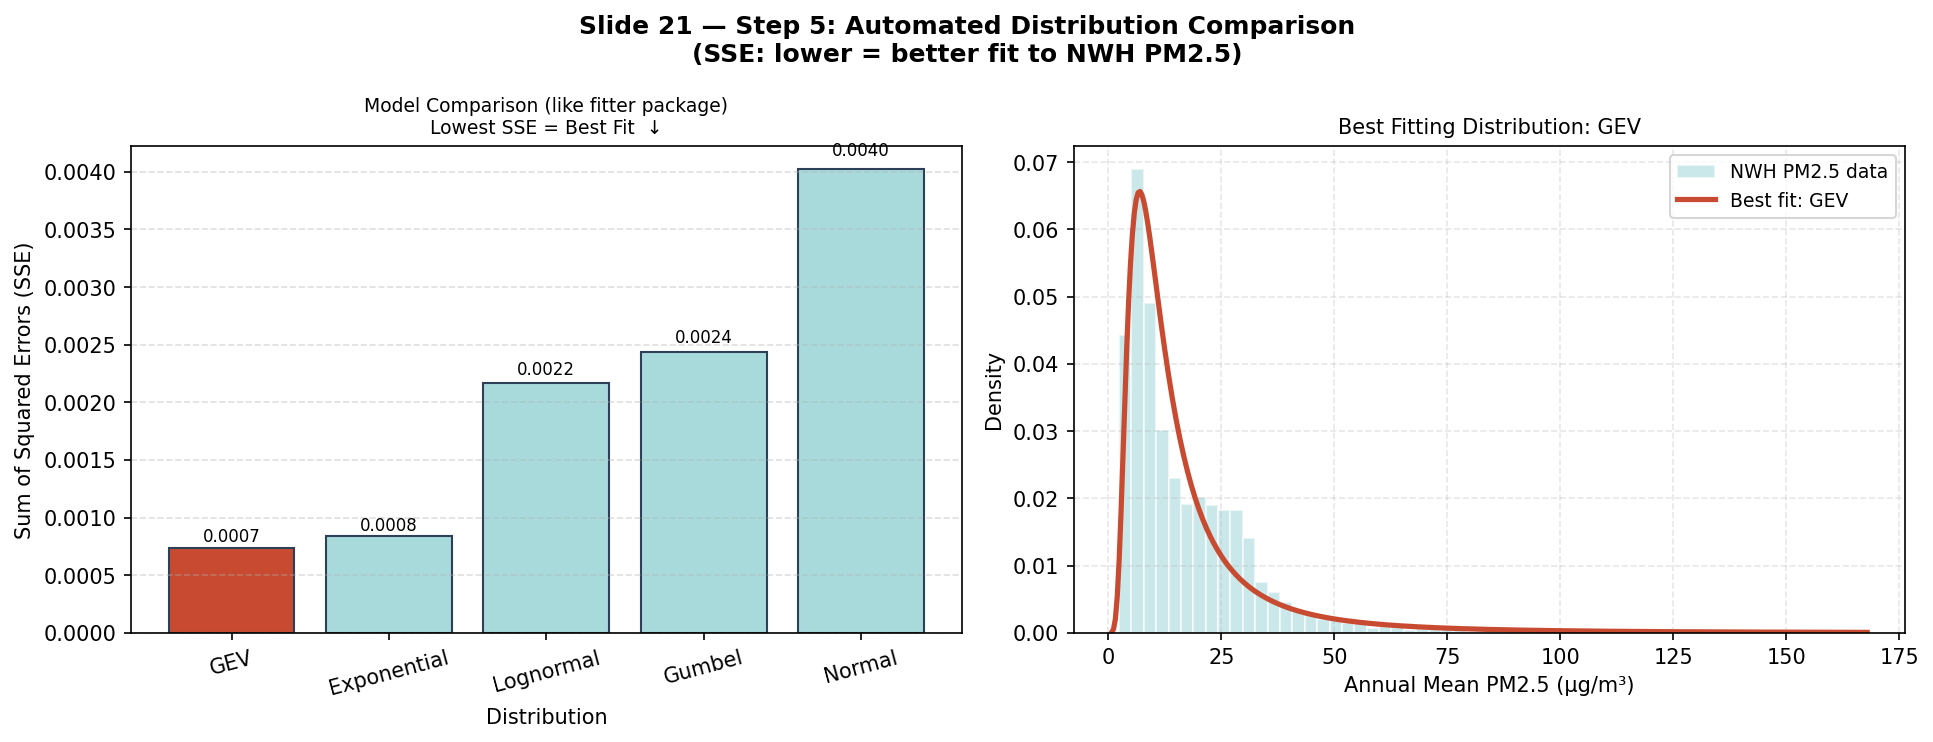 Slide 21 — Step 5: Automated Distribution Comparison
(SSE: lower = better fit to NWH PM2.5)
Model Comparison (like fitter package)
Lowest SSE = Best Fit ↓
Sum of Squared Errors (SSE)
0.0040
0.0035
0.0030
0.0025
0.0020
0.0015
0.0010
0.0005
0.0000
0.0007
0.0008
0.0022
0.0024
0.0040
GEV
Exponential
Lognormal
Gumbel
Normal
Distribution
Best Fitting Distribution: GEV
Density
0.07
0.06
0.05
0.04
0.03
0.02
0.01
0.00
NWH PM2.5 data
Best fit: GEV
0
25
50
75
100
125
150
175
Annual Mean PM2.5 (µg/m³)